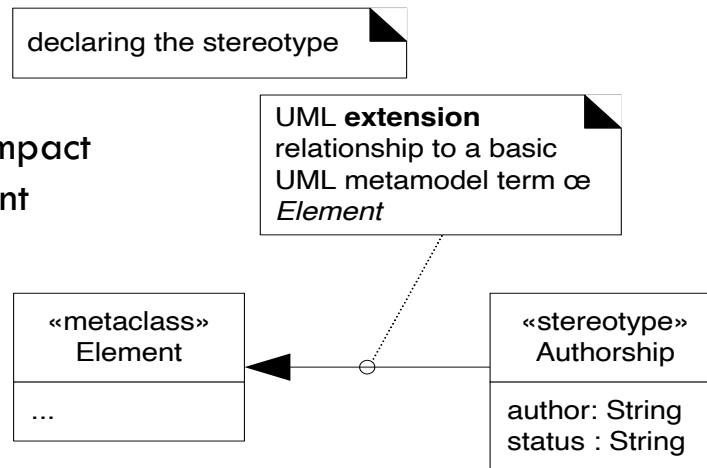 declaring the stereotype
UML extension
relationship to a basic
UML metamodel term œ
Element
mpact
nt
«metaclass»
Element
...
«stereotype»
Authorship
author: String
status : String